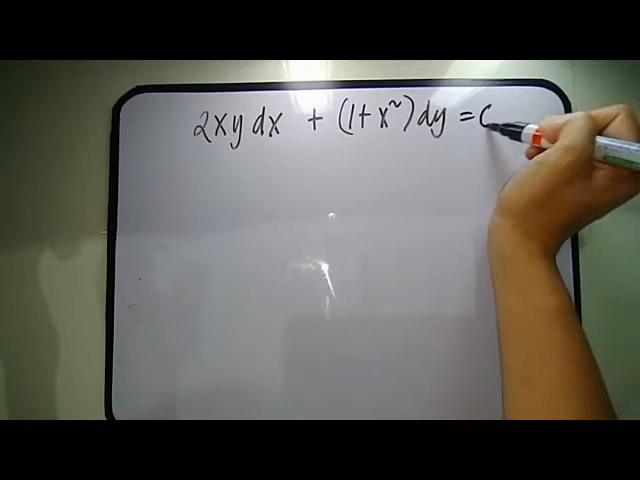 2xy dx + (1+x²)dy = 0